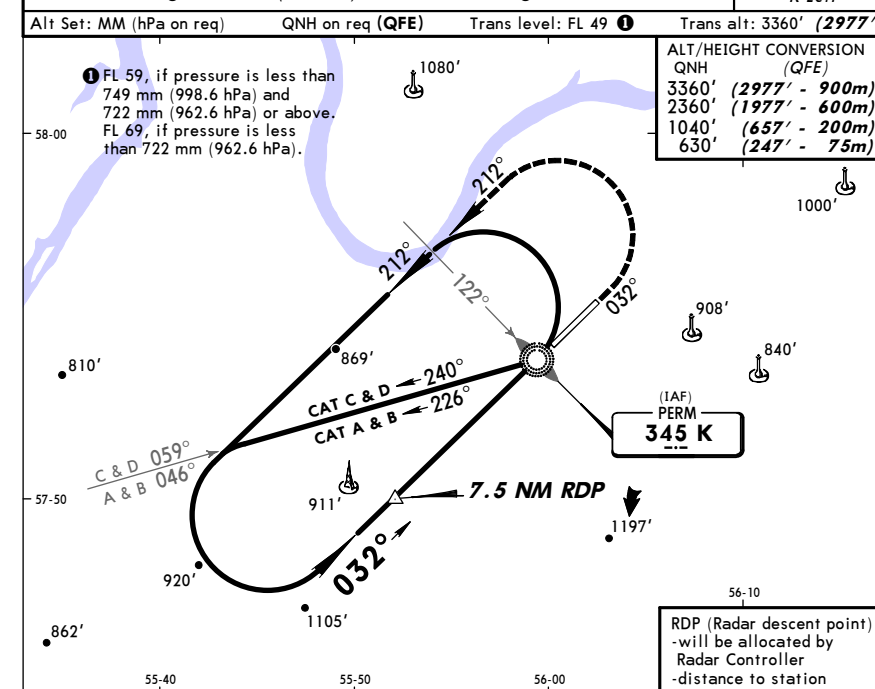 Alt Set: MM (hPa on req) QNH on req (QFE) Trans level: FL 49 ❶ Trans alt: 3360' (2977'
❶ FL 59, if pressure is less than
749 mm (998.6 hPa) and
722 mm (962.6 hPa) or above.
FL 69, if pressure is less
than 722 mm (962.6 hPa).
1080'
ALT/HEIGHT CONVERSION
QNH (QFE)
3360' (2977' - 900m)
2360' (1977' - 600m)
1040' (657' - 200m)
630' (247' - 75m)
58-00
212°
1000'
212°
122°
032°
908'
840'
810'
869'
CAT C & D 240°
CAT A & B 226°
(IAF)
PERM
345 K
C & D 059°
A & B 046°
57-50
911'
7.5 NM RDP
1197'
032°
920'
1105'
862'
56-10
RDP (Radar descent point)
-will be allocated by
Radar Controller
-distance to station
55-40
55-50
56-00